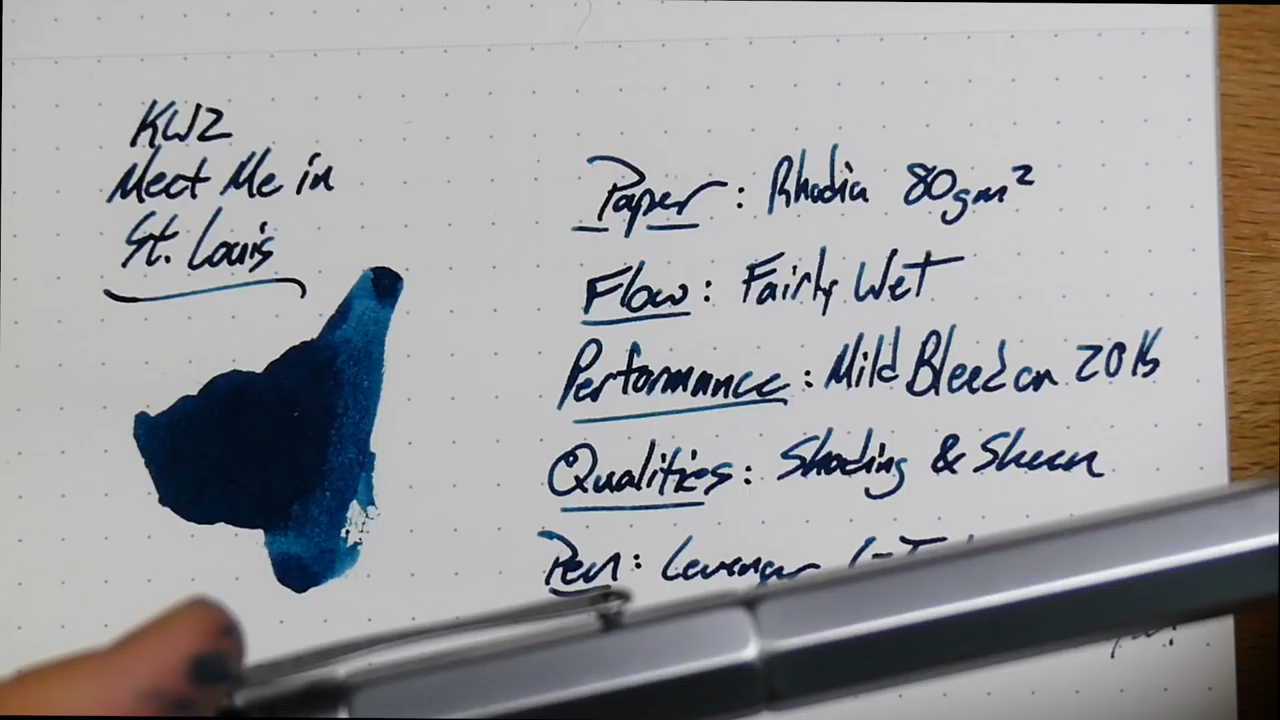 KWZ
Meet Me in
St. Louis
Paper: Rhodia 80gm²
Flow: Fairly Wet
Performance: Mild Bleed on 20lb
Qualities: Shading & Sheen
Pen: Levenger